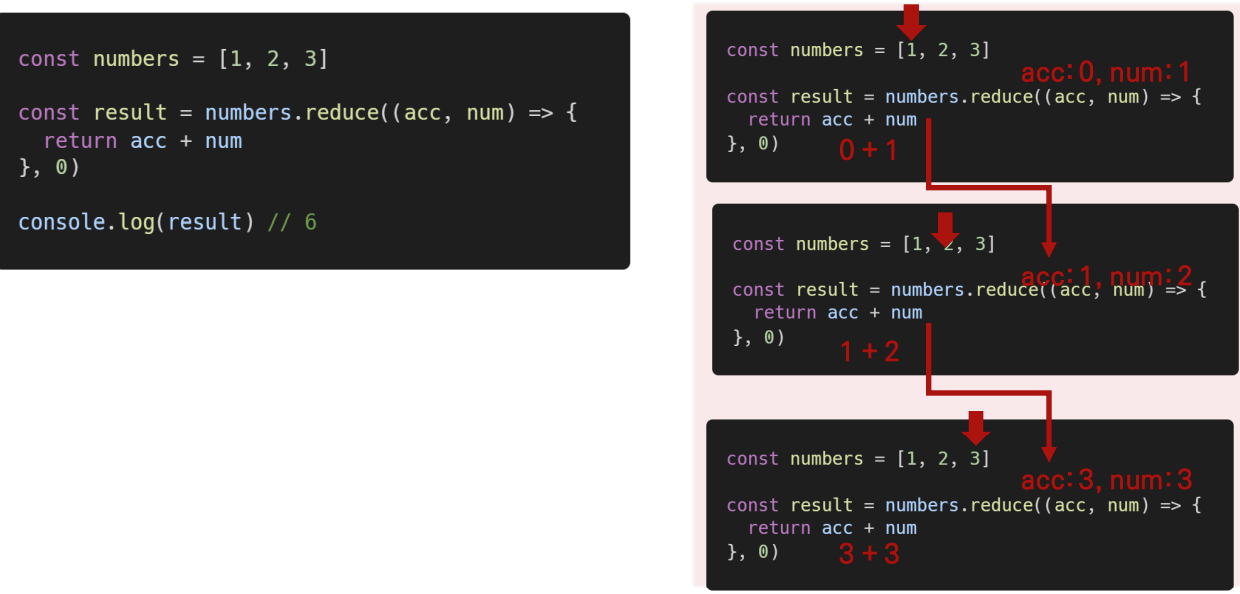 const numbers = [1, 2, 3]
const result = numbers.reduce((acc, num) => {
  return acc + num
}, 0)
console.log(result) // 6
const numbers = [1, 2, 3]
acc: 0, num: 1
const result = numbers.reduce((acc, num) => {
  return acc + num
}, 0)
0 + 1
const numbers = [1, 2, 3]
acc: 1, num: 2
const result = numbers.reduce((acc, num) => {
  return acc + num
}, 0)
1 + 2
const numbers = [1, 2, 3]
acc: 3, num: 3
const result = numbers.reduce((acc, num) => {
  return acc + num
}, 0)
3 + 3